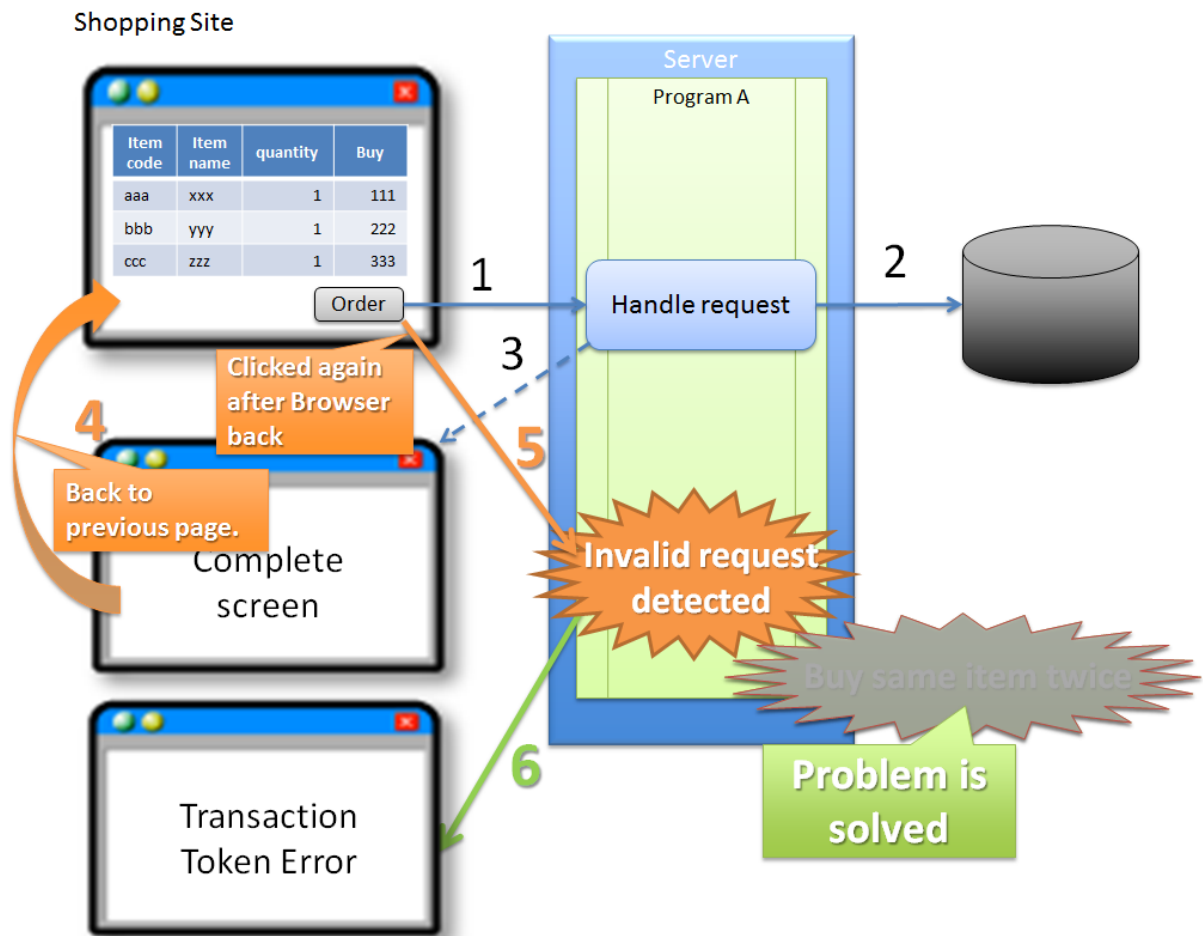 Shopping Site
Server
Program A
Item code
Item name
quantity
Buy
aaa xxx 1 111
bbb yyy 1 222
ccc zzz 1 333
Order
1
Handle request
2
3
Clicked again
after Browser
back
4
5
Back to
previous page.
Complete
screen
Invalid request
detected
Buy same item twice
6
Problem is
solved
Transaction
Token Error